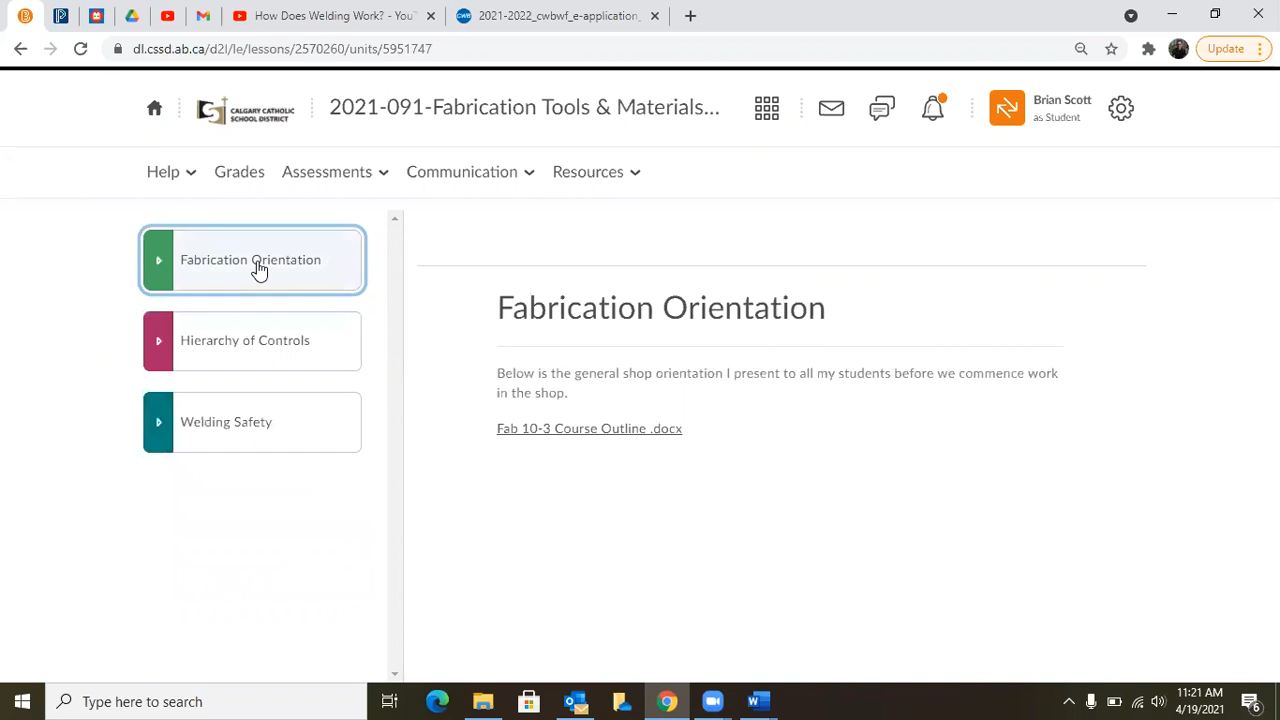 How Does Welding Work? - YouT
2021-2022_cwbwf_e-application_
dl.cssd.ab.ca/d2l/le/lessons/2570260/units/5951747
Update
CALGARY CATHOLIC
SCHOOL DISTRICT
2021-091-Fabrication Tools & Materials...
Brian Scott
as Student
Help
Grades
Assessments
Communication
Resources
Fabrication Orientation
Hierarchy of Controls
Welding Safety
Fabrication Orientation
Below is the general shop orientation I present to all my students before we commence work
in the shop.
Fab 10-3 Course Outline .docx
Type here to search
11:21 AM
4/19/2021
6